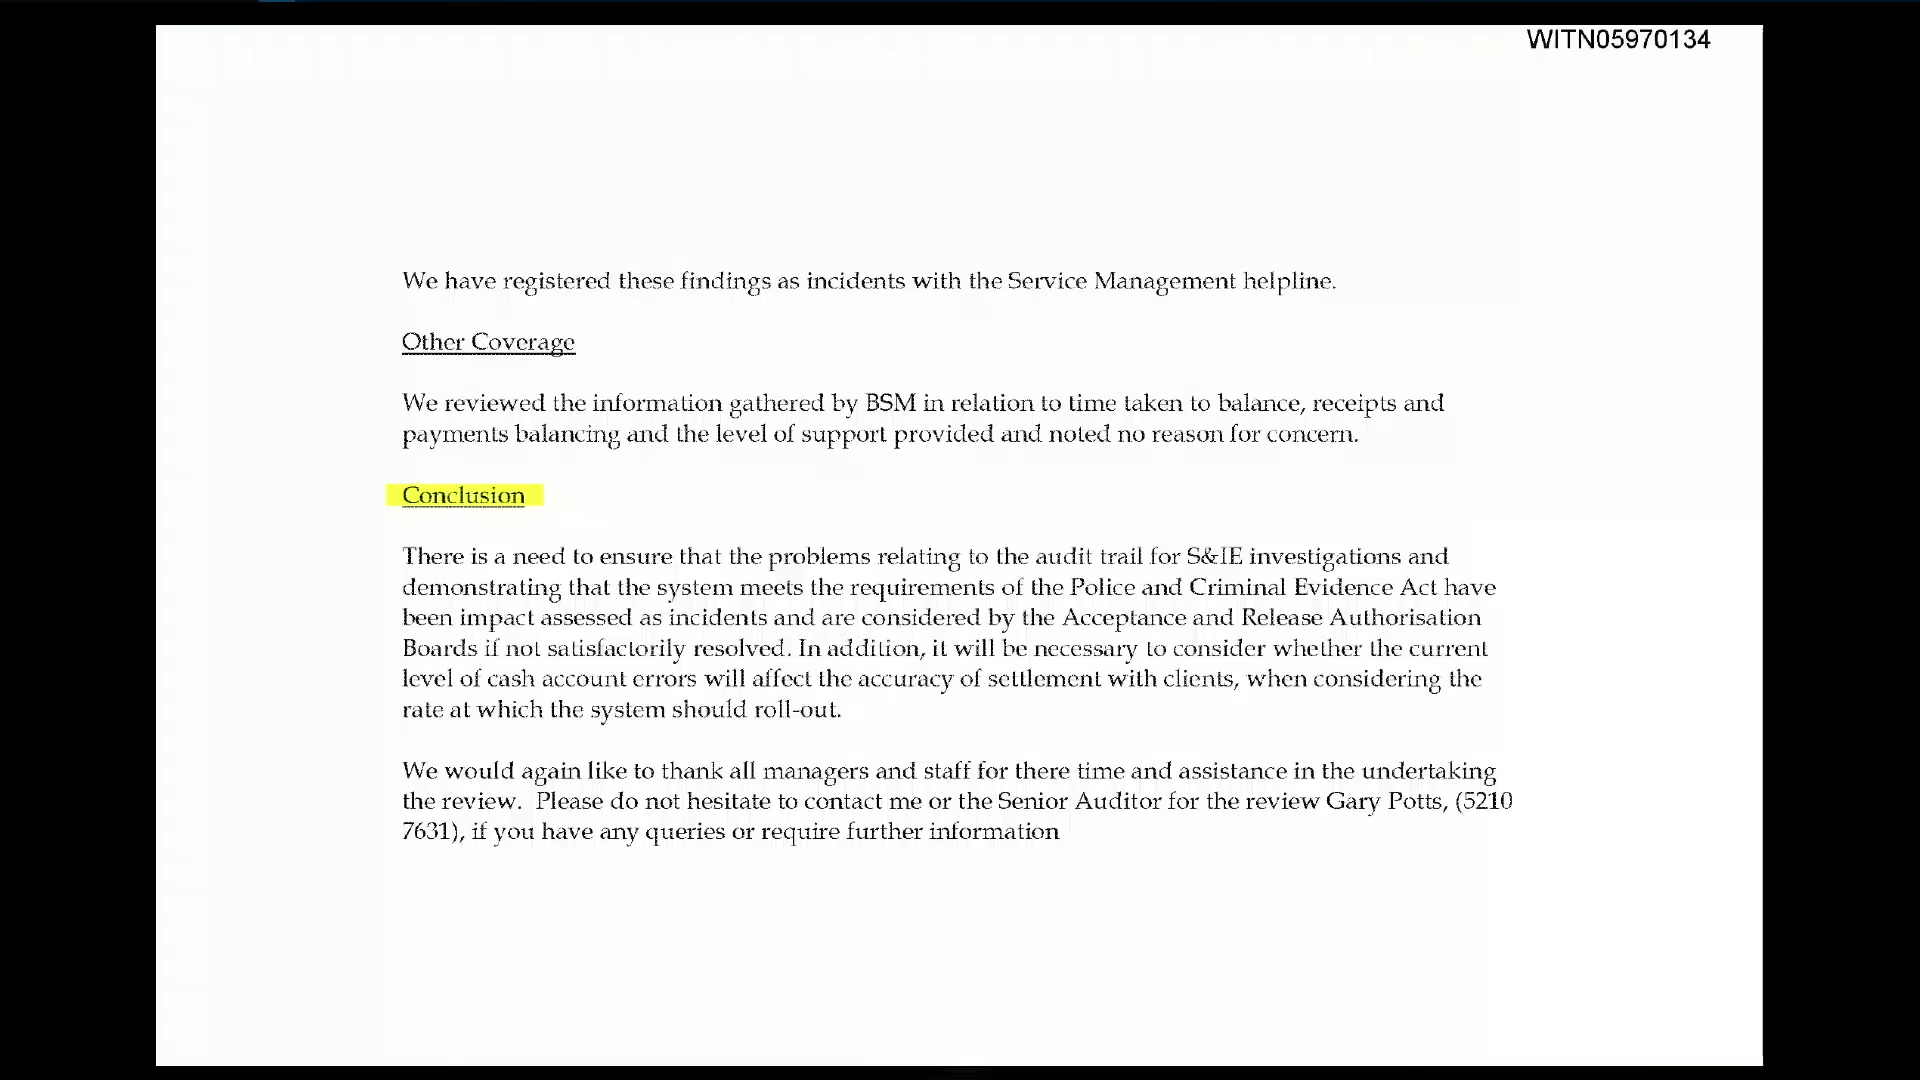 WITN05970134
We have registered these findings as incidents with the Service Management helpline.
Other Coverage
We reviewed the information gathered by BSM in relation to time taken to balance, receipts and
payments balancing and the level of support provided and noted no reason for concern.
Conclusion
There is a need to ensure that the problems relating to the audit trail for S&IE investigations and
demonstrating that the system meets the requirements of the Police and Criminal Evidence Act have
been impact assessed as incidents and are considered by the Acceptance and Release Authorisation
Boards if not satisfactorily resolved. In addition, it will be necessary to consider whether the current
level of cash account errors will affect the accuracy of settlement with clients, when considering the
rate at which the system should roll-out.
We would again like to thank all managers and staff for there time and assistance in the undertaking
the review.  Please do not hesitate to contact me or the Senior Auditor for the review Gary Potts, (5210
7631), if you have any queries or require further information